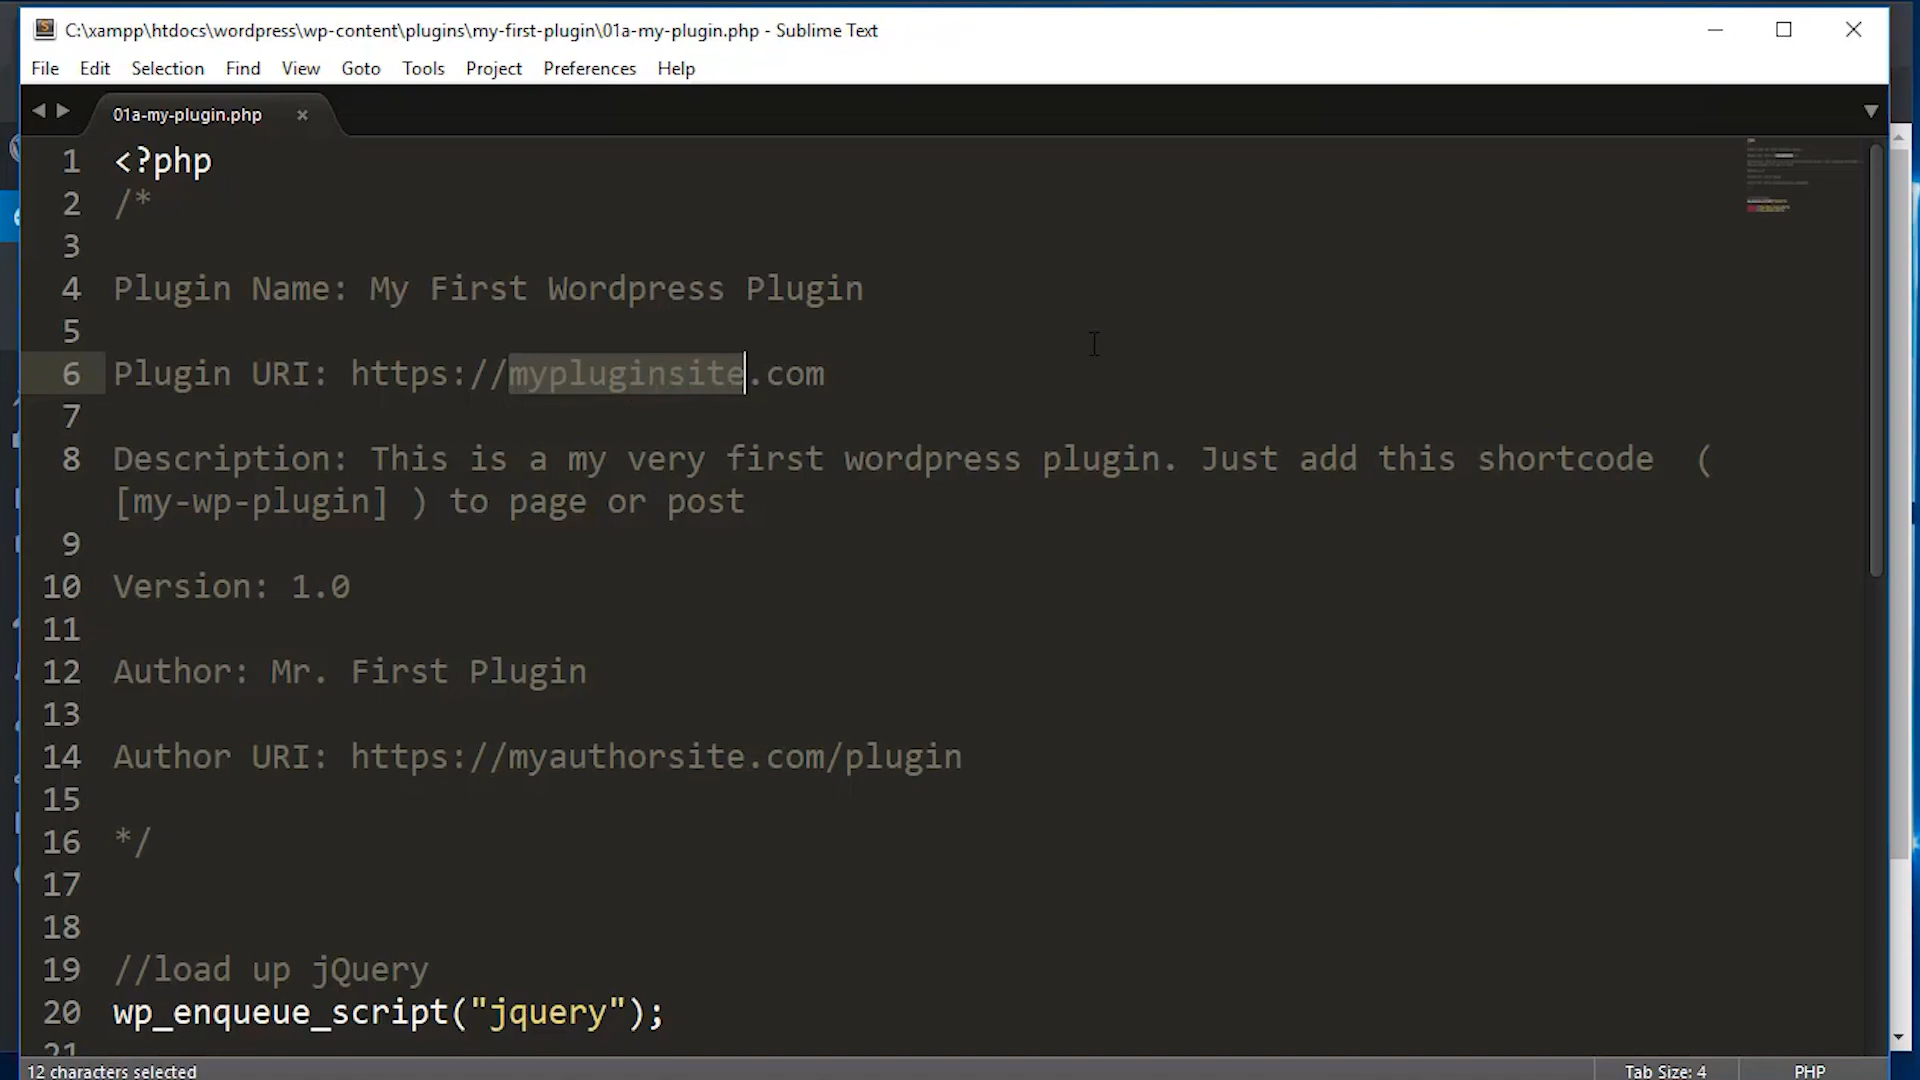 C:\xampp\htdocs\wordpress\wp-content\plugins\my-first-plugin\01a-my-plugin.php - Sublime Text
File Edit Selection Find View Goto Tools Project Preferences Help
01a-my-plugin.php
1 <?php
2 /*
3
4 Plugin Name: My First Wordpress Plugin
5
6 Plugin URI: https://mypluginsite.com
7
8 Description: This is a my very first wordpress plugin. Just add this shortcode  (
[my-wp-plugin] ) to page or post
9
10 Version: 1.0
11
12 Author: Mr. First Plugin
13
14 Author URI: https://myauthorsite.com/plugin
15
16 */
17
18
19 //load up jQuery
20 wp_enqueue_script("jquery");
21
12 characters selected Tab Size: 4 PHP